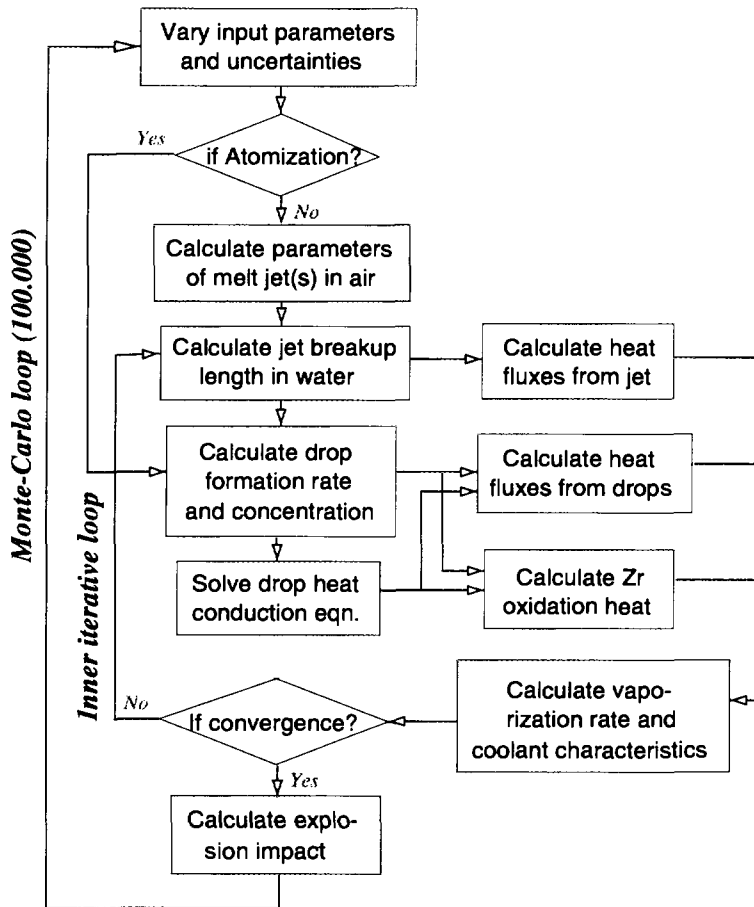 Vary input parameters
and uncertainties
Yes
if Atomization?
No
Calculate parameters
of melt jet(s) in air
Calculate jet breakup
length in water
Calculate heat
fluxes from jet
Calculate drop
formation rate
and concentration
Calculate heat
fluxes from drops
Solve drop heat
conduction eqn.
Calculate Zr
oxidation heat
Calculate vapo-
rization rate and
coolant characteristics
If convergence?
No
Yes
Calculate explo-
sion impact
Monte-Carlo loop (100.000)
Inner iterative loop